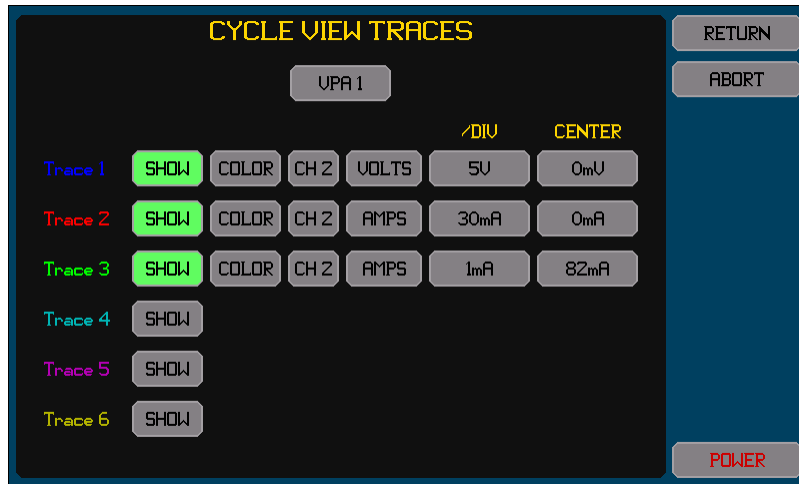 CYCLE VIEW TRACES
RETURN
VPA 1
ABORT
/DIV CENTER
Trace 1 SHOW COLOR CH 2 VOLTS 5V 0mV
Trace 2 SHOW COLOR CH 2 AMPS 30mA 0mA
Trace 3 SHOW COLOR CH 2 AMPS 1mA 82mA
Trace 4 SHOW
Trace 5 SHOW
Trace 6 SHOW
POWER